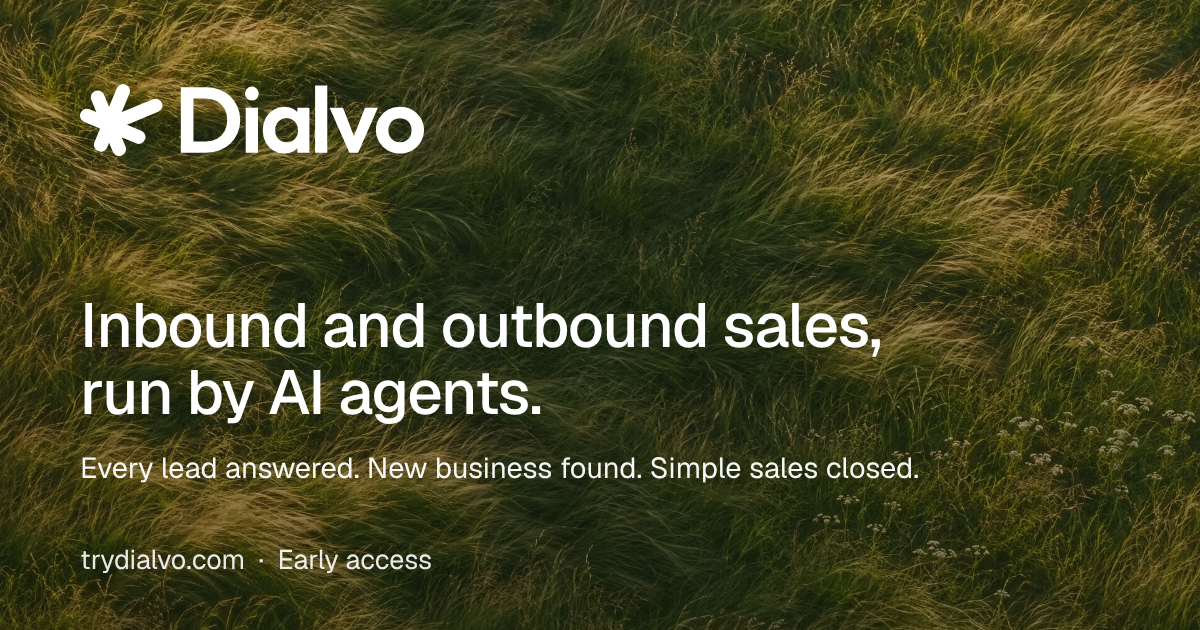 Dialvo
Inbound and outbound sales,
run by AI agents.
Every lead answered. New business found. Simple sales closed.
trydialvo.com · Early access